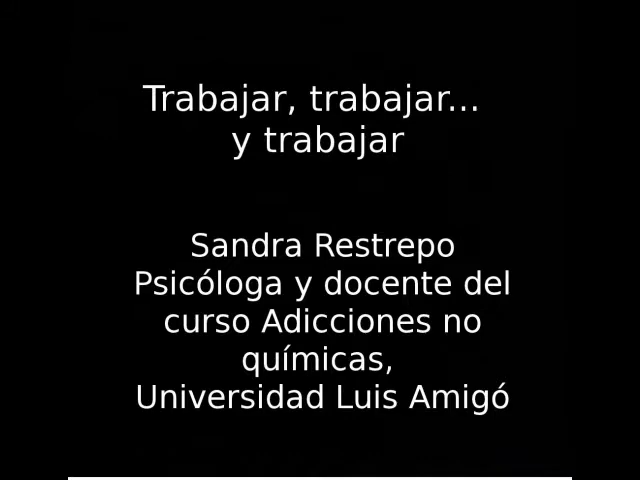 Trabajar, trabajar...
y trabajar
Sandra Restrepo
Psicóloga y docente del
curso Adicciones no
químicas,
Universidad Luis Amigó